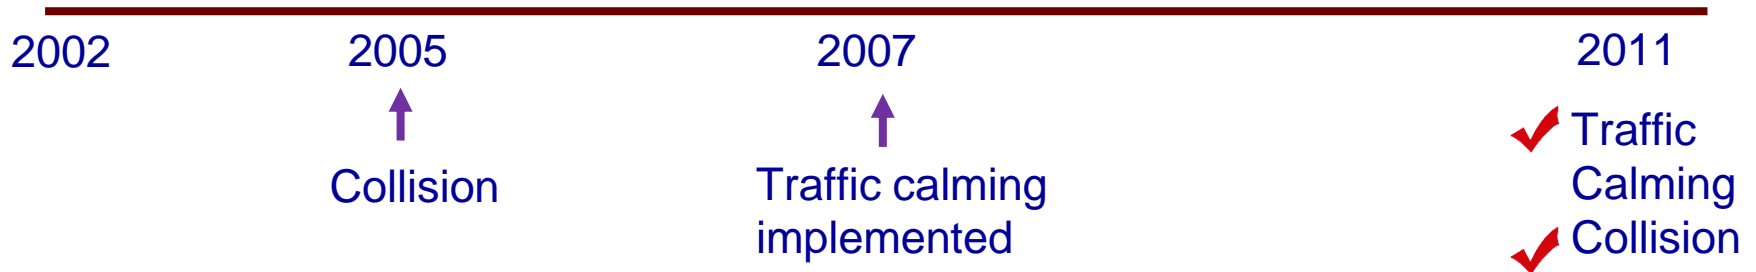 2002 2005 2007 2011
Collision
Traffic calming
implemented
Traffic
Calming
Collision